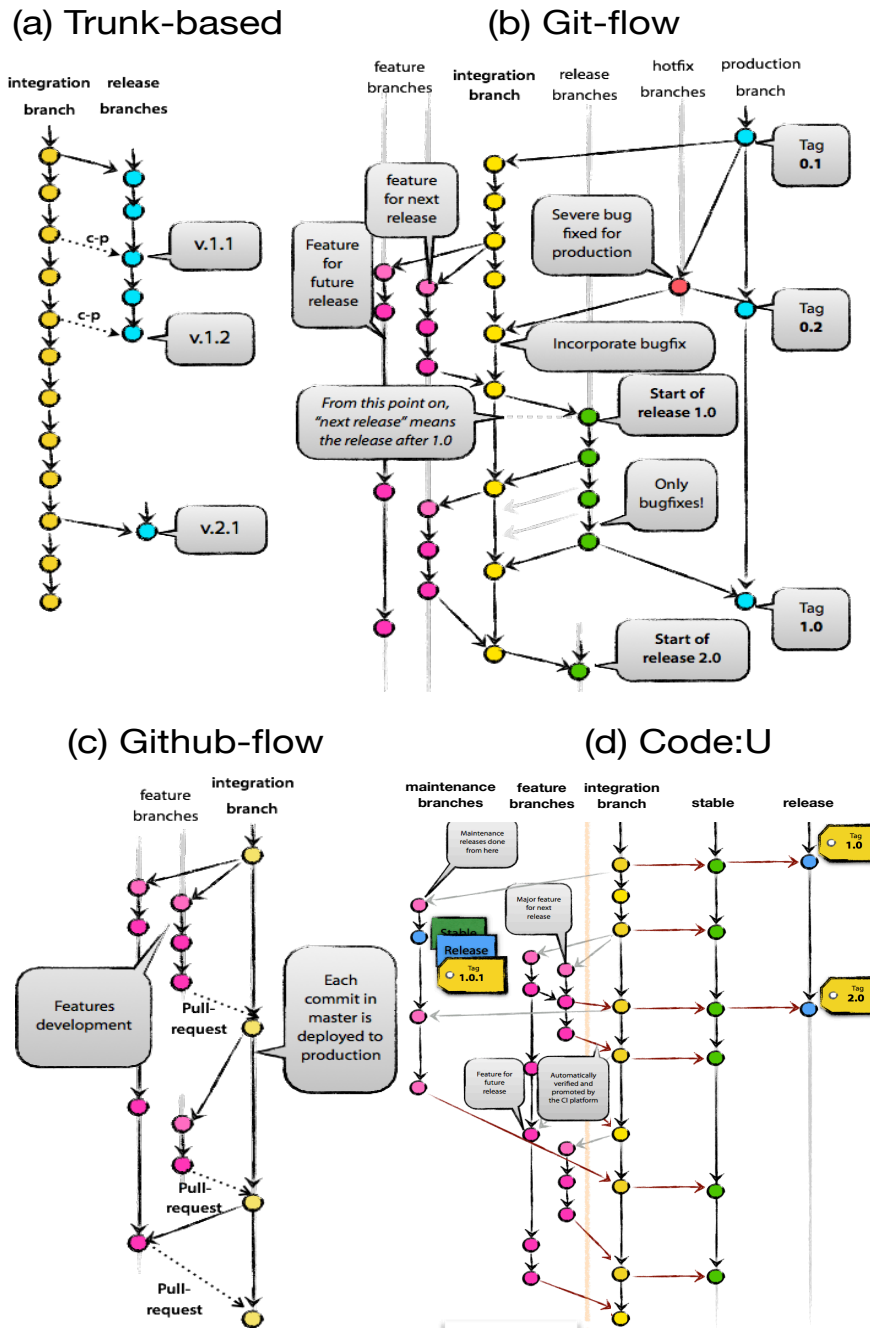 (a) Trunk-based
integration
branch
release
branches
c-p
v.1.1
c-p
v.1.2
v.2.1
(b) Git-flow
feature
branches
integration
branch
release
branches
hotfix
branches
production
branch
Tag
0.1
feature
for next
release
Severe bug
fixed for
production
Feature
for
future
release
Tag
0.2
Incorporate bugfix
From this point on,
“next release” means
the release after 1.0
Start of
release 1.0
Only
bugfixes!
Tag
1.0
Start of
release 2.0
(c) Github-flow
feature
branches
integration
branch
Features
development
Pull-
request
Each
commit in
master is
deployed to
production
Pull-
request
Pull-
request
(d) Code:U
maintenance
branches
feature
branches
integration
branch
stable
release
Maintenance
releases done
from here
Tag
1.0
Major feature
for next
release
Stable
Release
Tag
1.0.1
Tag
2.0
Feature for
future
release
Automatically
verified and
promoted by
the CI platform